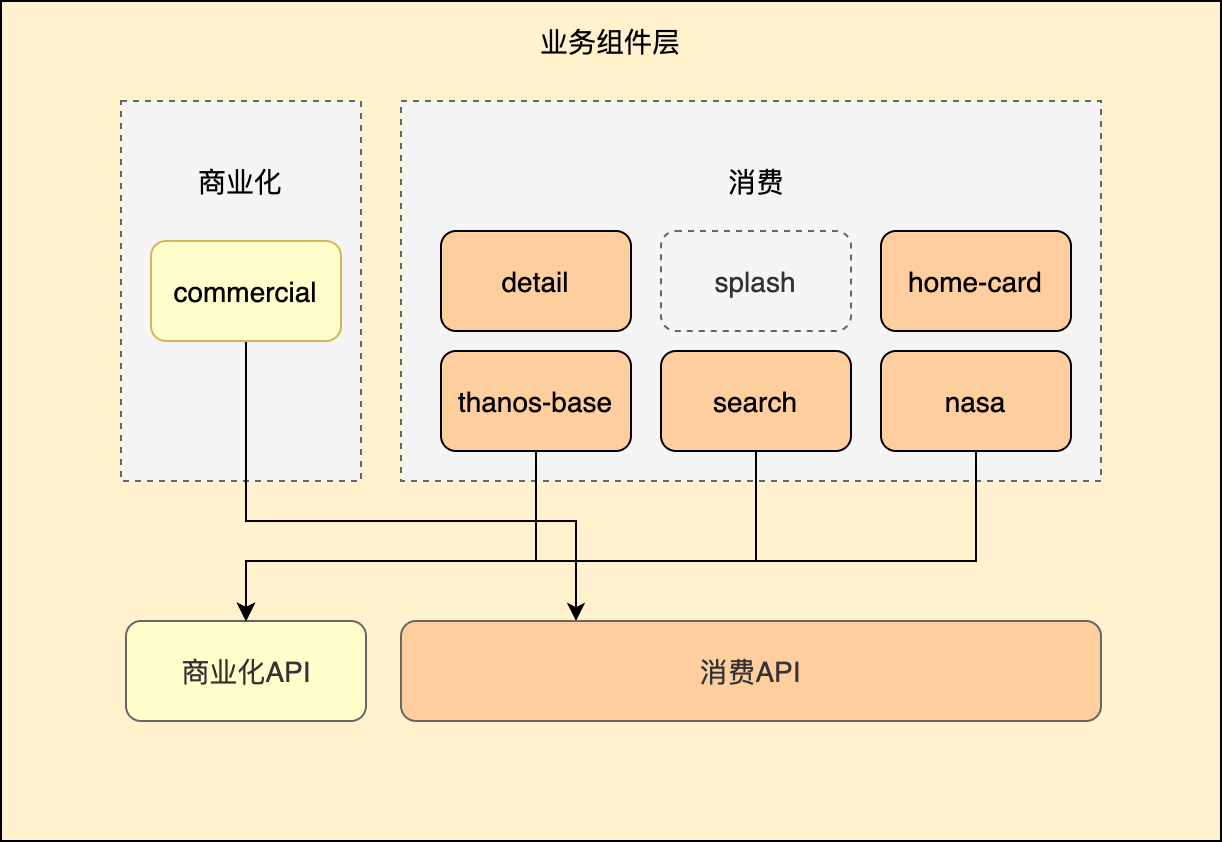 业务组件层
商业化
消费
commercial
detail
splash
home-card
thanos-base
search
nasa
商业化API
消费API